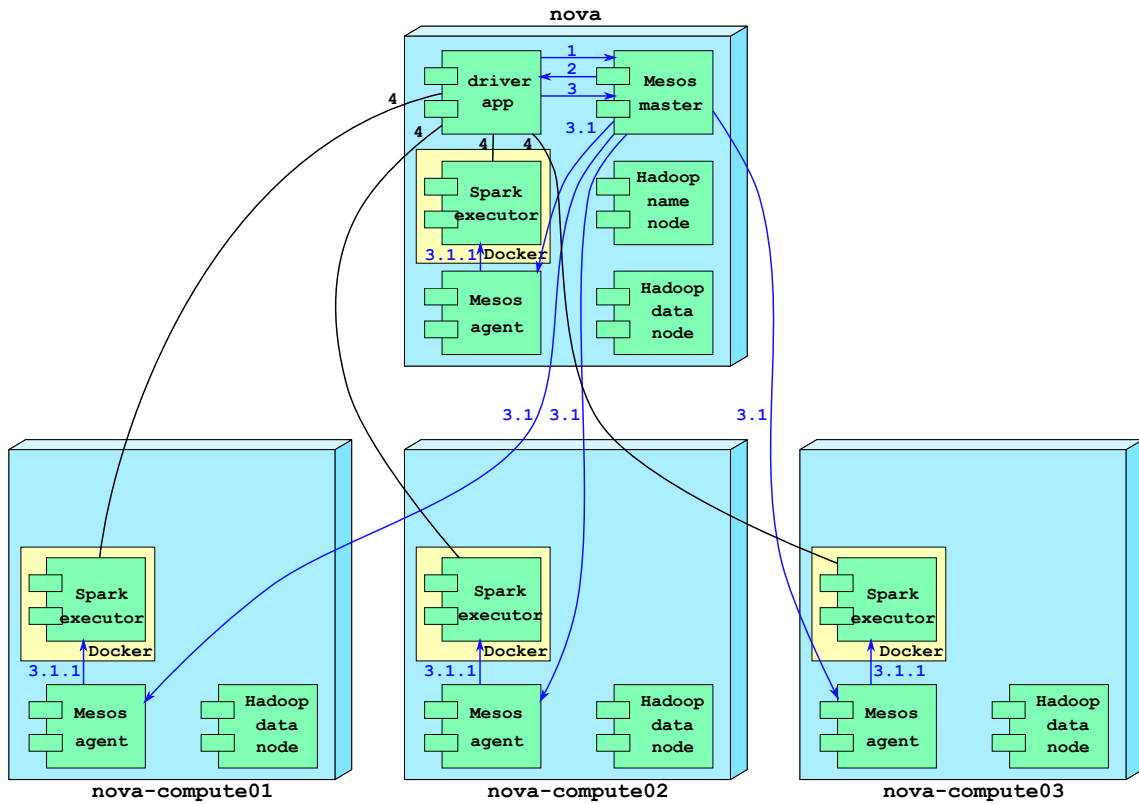 nova
1
driver
app
2
Mesos
master
3
4
4
4
4
3.1
Spark
executor
Hadoop
name
node
3.1.1
Docker
Mesos
agent
Hadoop
data
node
3.1
3.1
3.1
Spark
executor
Docker
3.1.1
Mesos
agent
Hadoop
data
node
nova-compute01
Spark
executor
Docker
3.1.1
Mesos
agent
Hadoop
data
node
nova-compute02
Spark
executor
Docker
3.1.1
Mesos
agent
Hadoop
data
node
nova-compute03